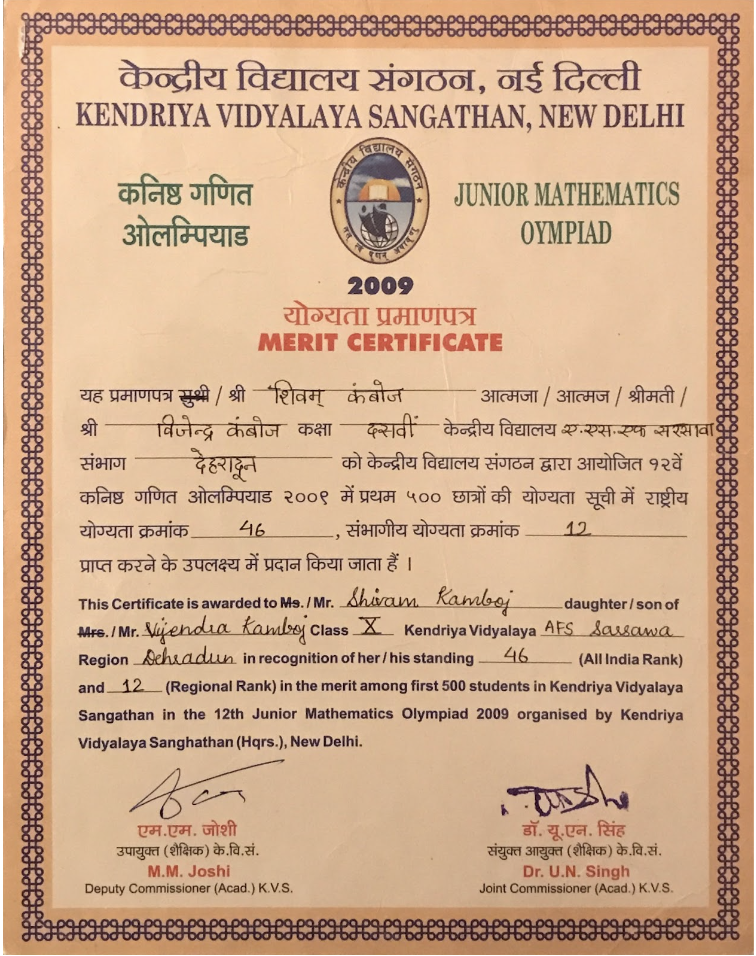 केन्द्रीय विद्यालय संगठन, नई दिल्ली
KENDRIYA VIDYALAYA SANGATHAN, NEW DELHI
कनिष्ठ गणित
ओलम्पियाड
केन्द्रीय विद्यालय संगठन
JUNIOR MATHEMATICS
OYMPIAD
2009
योग्यता प्रमाणपत्र
MERIT CERTIFICATE
यह प्रमाणपत्र सुश्री / श्री शिवम् कंबोज आत्मजा / आत्मज / श्रीमती /
श्री विजेन्द्र कंबोज कक्षा दसवीं केन्द्रीय विद्यालय ए.एस.एफ सरसावा
संभाग देहरादून को केन्द्रीय विद्यालय संगठन द्वारा आयोजित १२वें
कनिष्ठ गणित ओलम्पियाड २००९ में प्रथम ५०० छात्रों की योग्यता सूची में राष्ट्रीय
योग्यता क्रमांक 46 , संभागीय योग्यता क्रमांक 12
प्राप्त करने के उपलक्ष्य में प्रदान किया जाता हैं ।
This Certificate is awarded to Ms. / Mr. Shivam Kamboj daughter / son of
Mrs. / Mr. Vijendra Kamboj Class X Kendriya Vidyalaya AFS Sarsawa
Region Dehradun in recognition of her / his standing 46 (All India Rank)
and 12 (Regional Rank) in the merit among first 500 students in Kendriya Vidyalaya
Sangathan in the 12th Junior Mathematics Olympiad 2009 organised by Kendriya
Vidyalaya Sanghathan (Hqrs.), New Delhi.
एम.एम. जोशी
उपायुक्त (शैक्षिक) के.वि.सं.
M.M. Joshi
Deputy Commissioner (Acad.) K.V.S.
डॉ. यू.एन. सिंह
संयुक्त आयुक्त (शैक्षिक) के.वि.सं.
Dr. U.N. Singh
Joint Commissioner (Acad.) K.V.S.